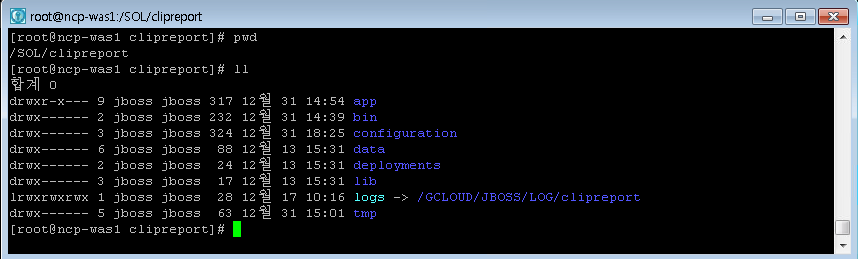 root@ncp-was1:/SOL/clipreport
[root@ncp-was1 clipreport]# pwd
/SOL/clipreport
[root@ncp-was1 clipreport]# ll
합계 0
drwxr-x--- 9 jboss jboss 317 12월 31 14:54 app
drwx------ 2 jboss jboss 232 12월 31 14:39 bin
drwx------ 3 jboss jboss 324 12월 31 18:25 configuration
drwx------ 6 jboss jboss  88 12월 13 15:31 data
drwx------ 2 jboss jboss  24 12월 13 15:31 deployments
drwx------ 3 jboss jboss  17 12월 13 15:31 lib
lrwxrwxrwx 1 jboss jboss  28 12월 17 10:16 logs -> /GCLOUD/JBOSS/LOG/clipreport
drwx------ 5 jboss jboss  63 12월 31 15:01 tmp
[root@ncp-was1 clipreport]#